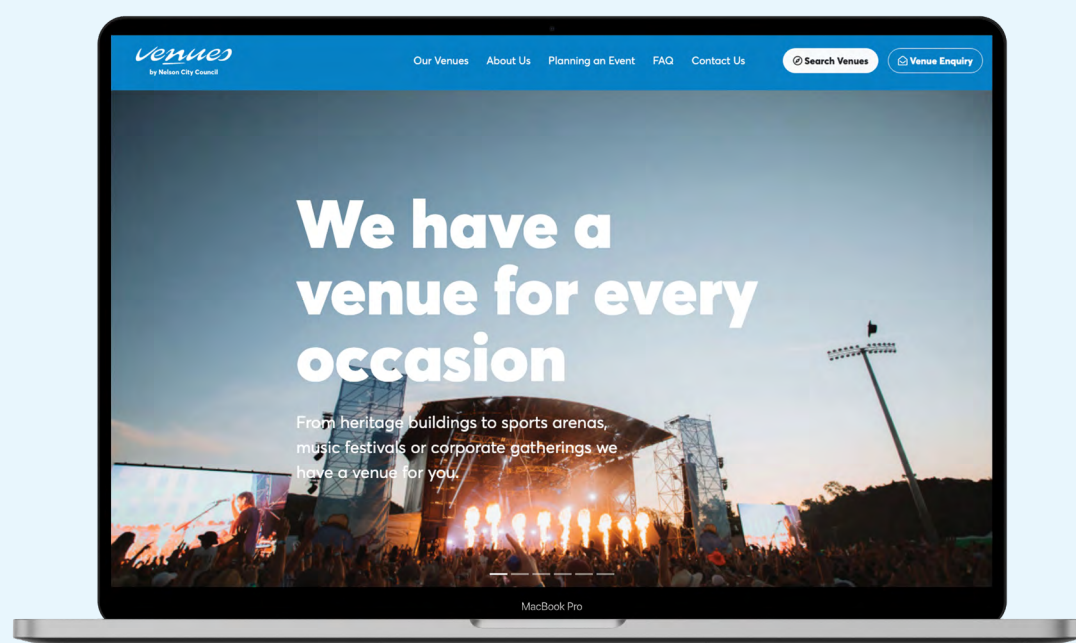 venues
by Nelson City Council
Our Venues About Us Planning an Event FAQ Contact Us Search Venues Venue Enquiry
We have a
venue for every
occasion
From heritage buildings to sports arenas,
music festivals or corporate gatherings we
have a venue for you.
MacBook Pro